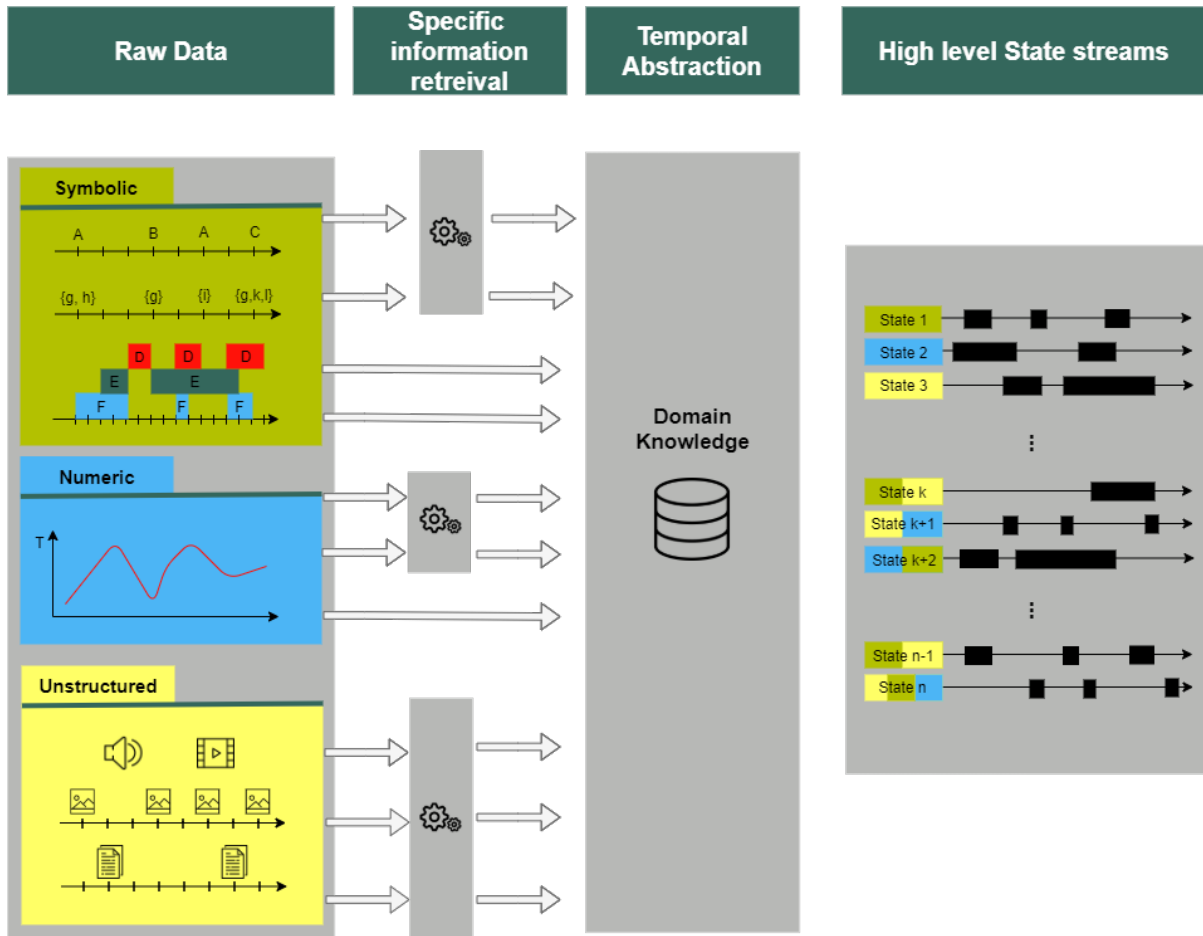 Raw Data
Specific
information
retreival
Temporal
Abstraction
High level State streams
Symbolic
A B A C
{g, h} {g} {i} {g,k,l}
D D D
E E
F F F
Numeric
T
Unstructured
Domain
Knowledge
State 1
State 2
State 3
⋮
State k
State k+1
State k+2
⋮
State n-1
State n